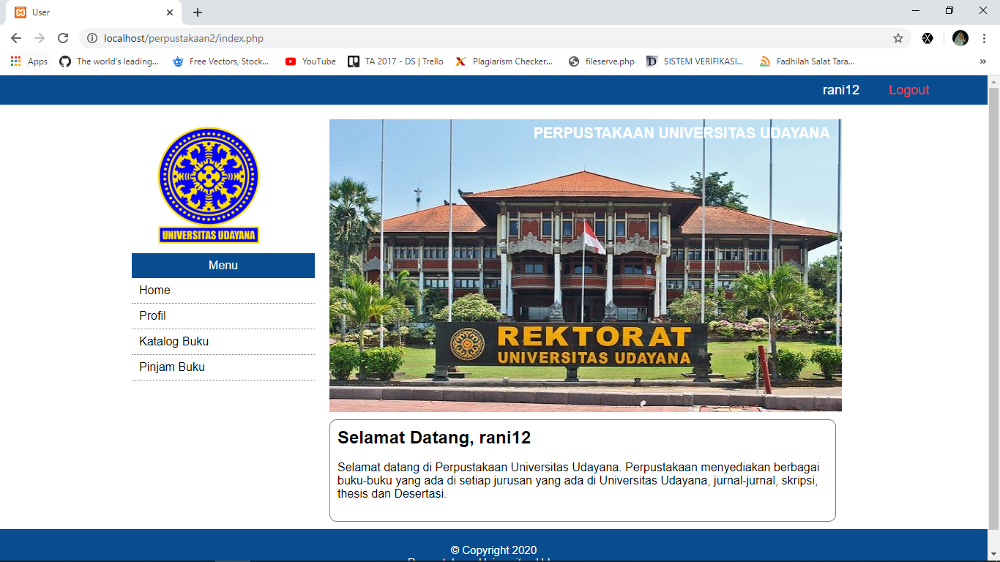 User
localhost/perpustakaan2/index.php
Apps
The world's leading...
Free Vectors, Stock...
YouTube
TA 2017 - DS | Trello
Plagiarism Checker...
fileserve.php
SISTEM VERIFIKASI...
Fadhilah Salat Tara...
rani12
Logout
UNIVERSITAS UDAYANA
Menu
Home
Profil
Katalog Buku
Pinjam Buku
PERPUSTAKAAN UNIVERSITAS UDAYANA
REKTORAT
UNIVERSITAS UDAYANA
Selamat Datang, rani12
Selamat datang di Perpustakaan Universitas Udayana. Perpustakaan menyediakan berbagai
buku-buku yang ada di setiap jurusan yang ada di Universitas Udayana, jurnal-jurnal, skripsi,
thesis dan Desertasi.
© Copyright 2020